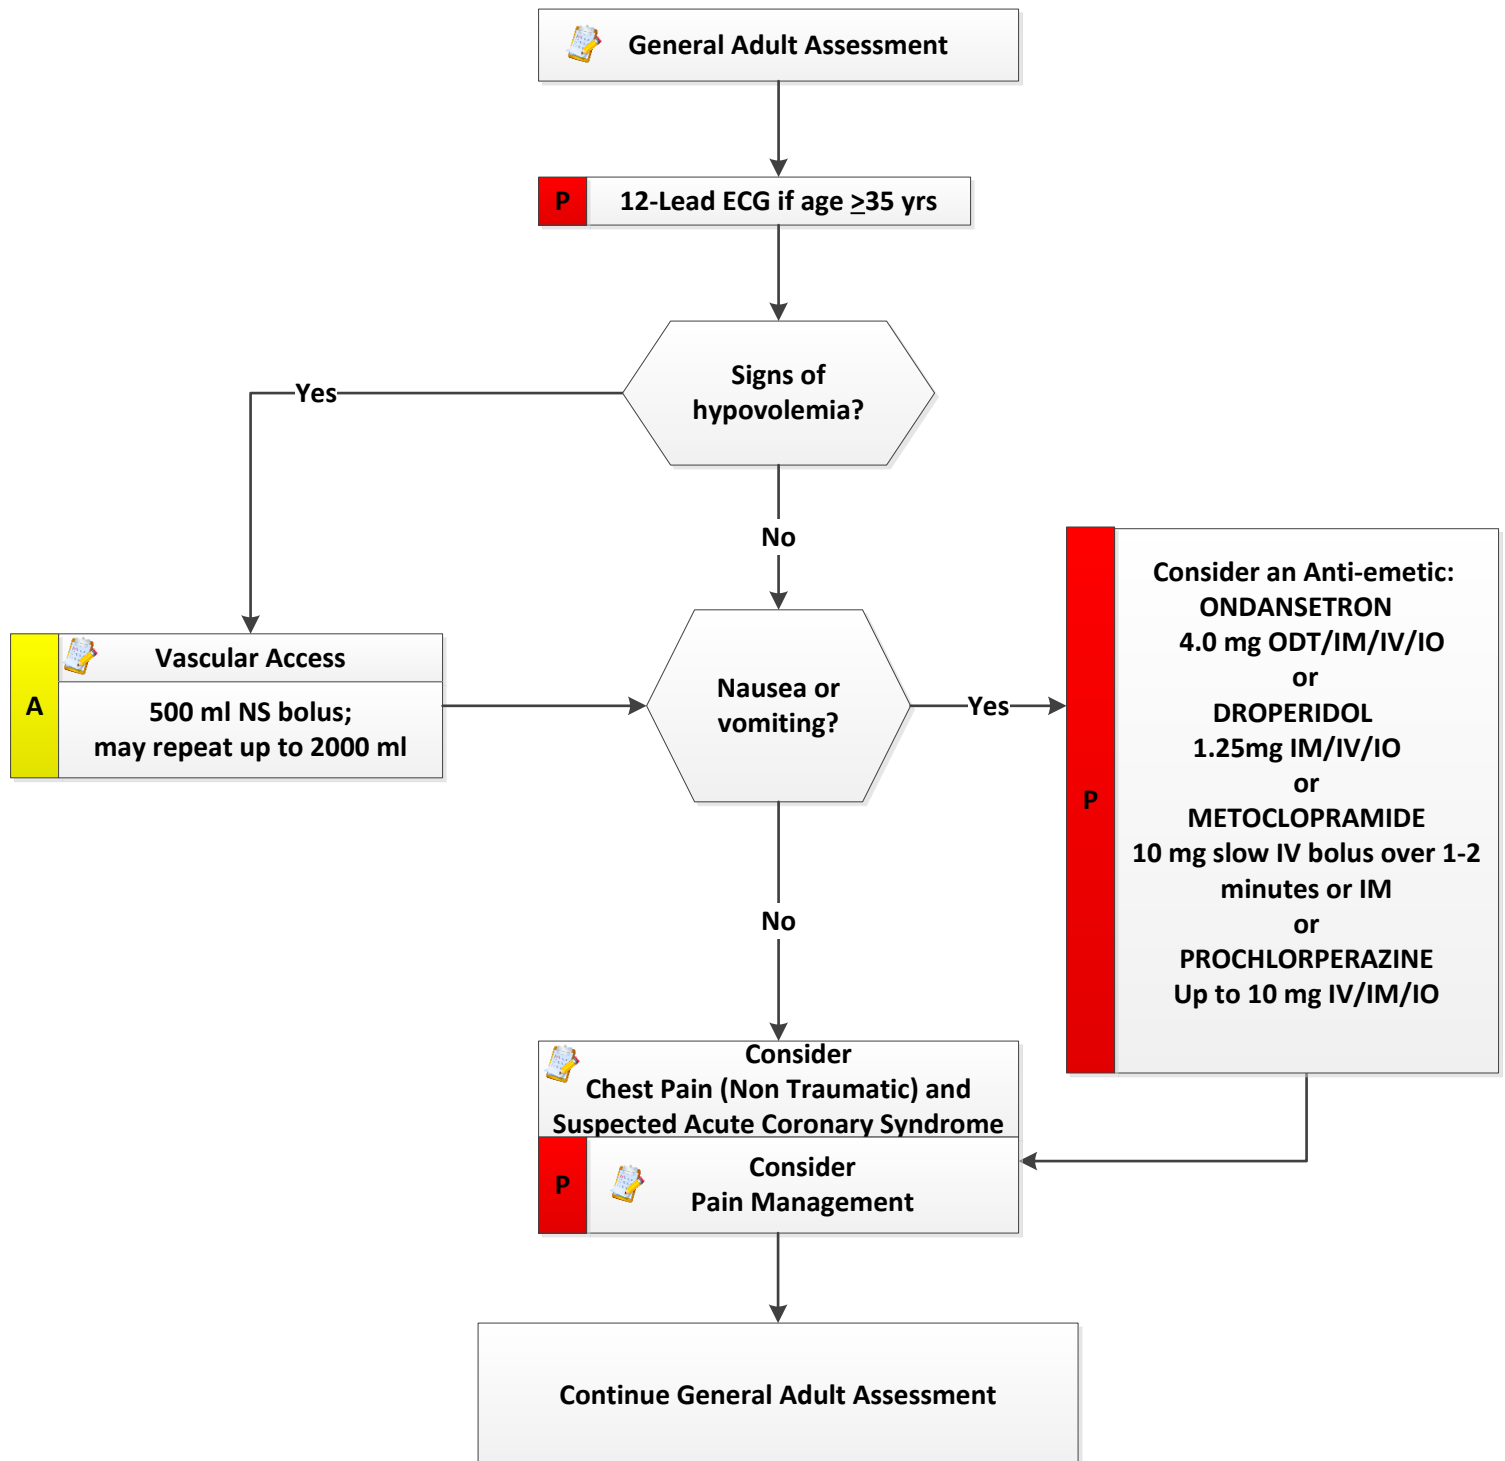 General Adult Assessment
P
12-Lead ECG if age ≥35 yrs
Signs of
hypovolemia?
Yes
No
A
Vascular Access
500 ml NS bolus;
may repeat up to 2000 ml
Nausea or
vomiting?
Yes
P
Consider an Anti-emetic:
ONDANSETRON
4.0 mg ODT/IM/IV/IO
or
DROPERIDOL
1.25mg IM/IV/IO
or
METOCLOPRAMIDE
10 mg slow IV bolus over 1-2
minutes or IM
or
PROCHLORPERAZINE
Up to 10 mg IV/IM/IO
No
Consider
Chest Pain (Non Traumatic) and
Suspected Acute Coronary Syndrome
P
Consider
Pain Management
Continue General Adult Assessment